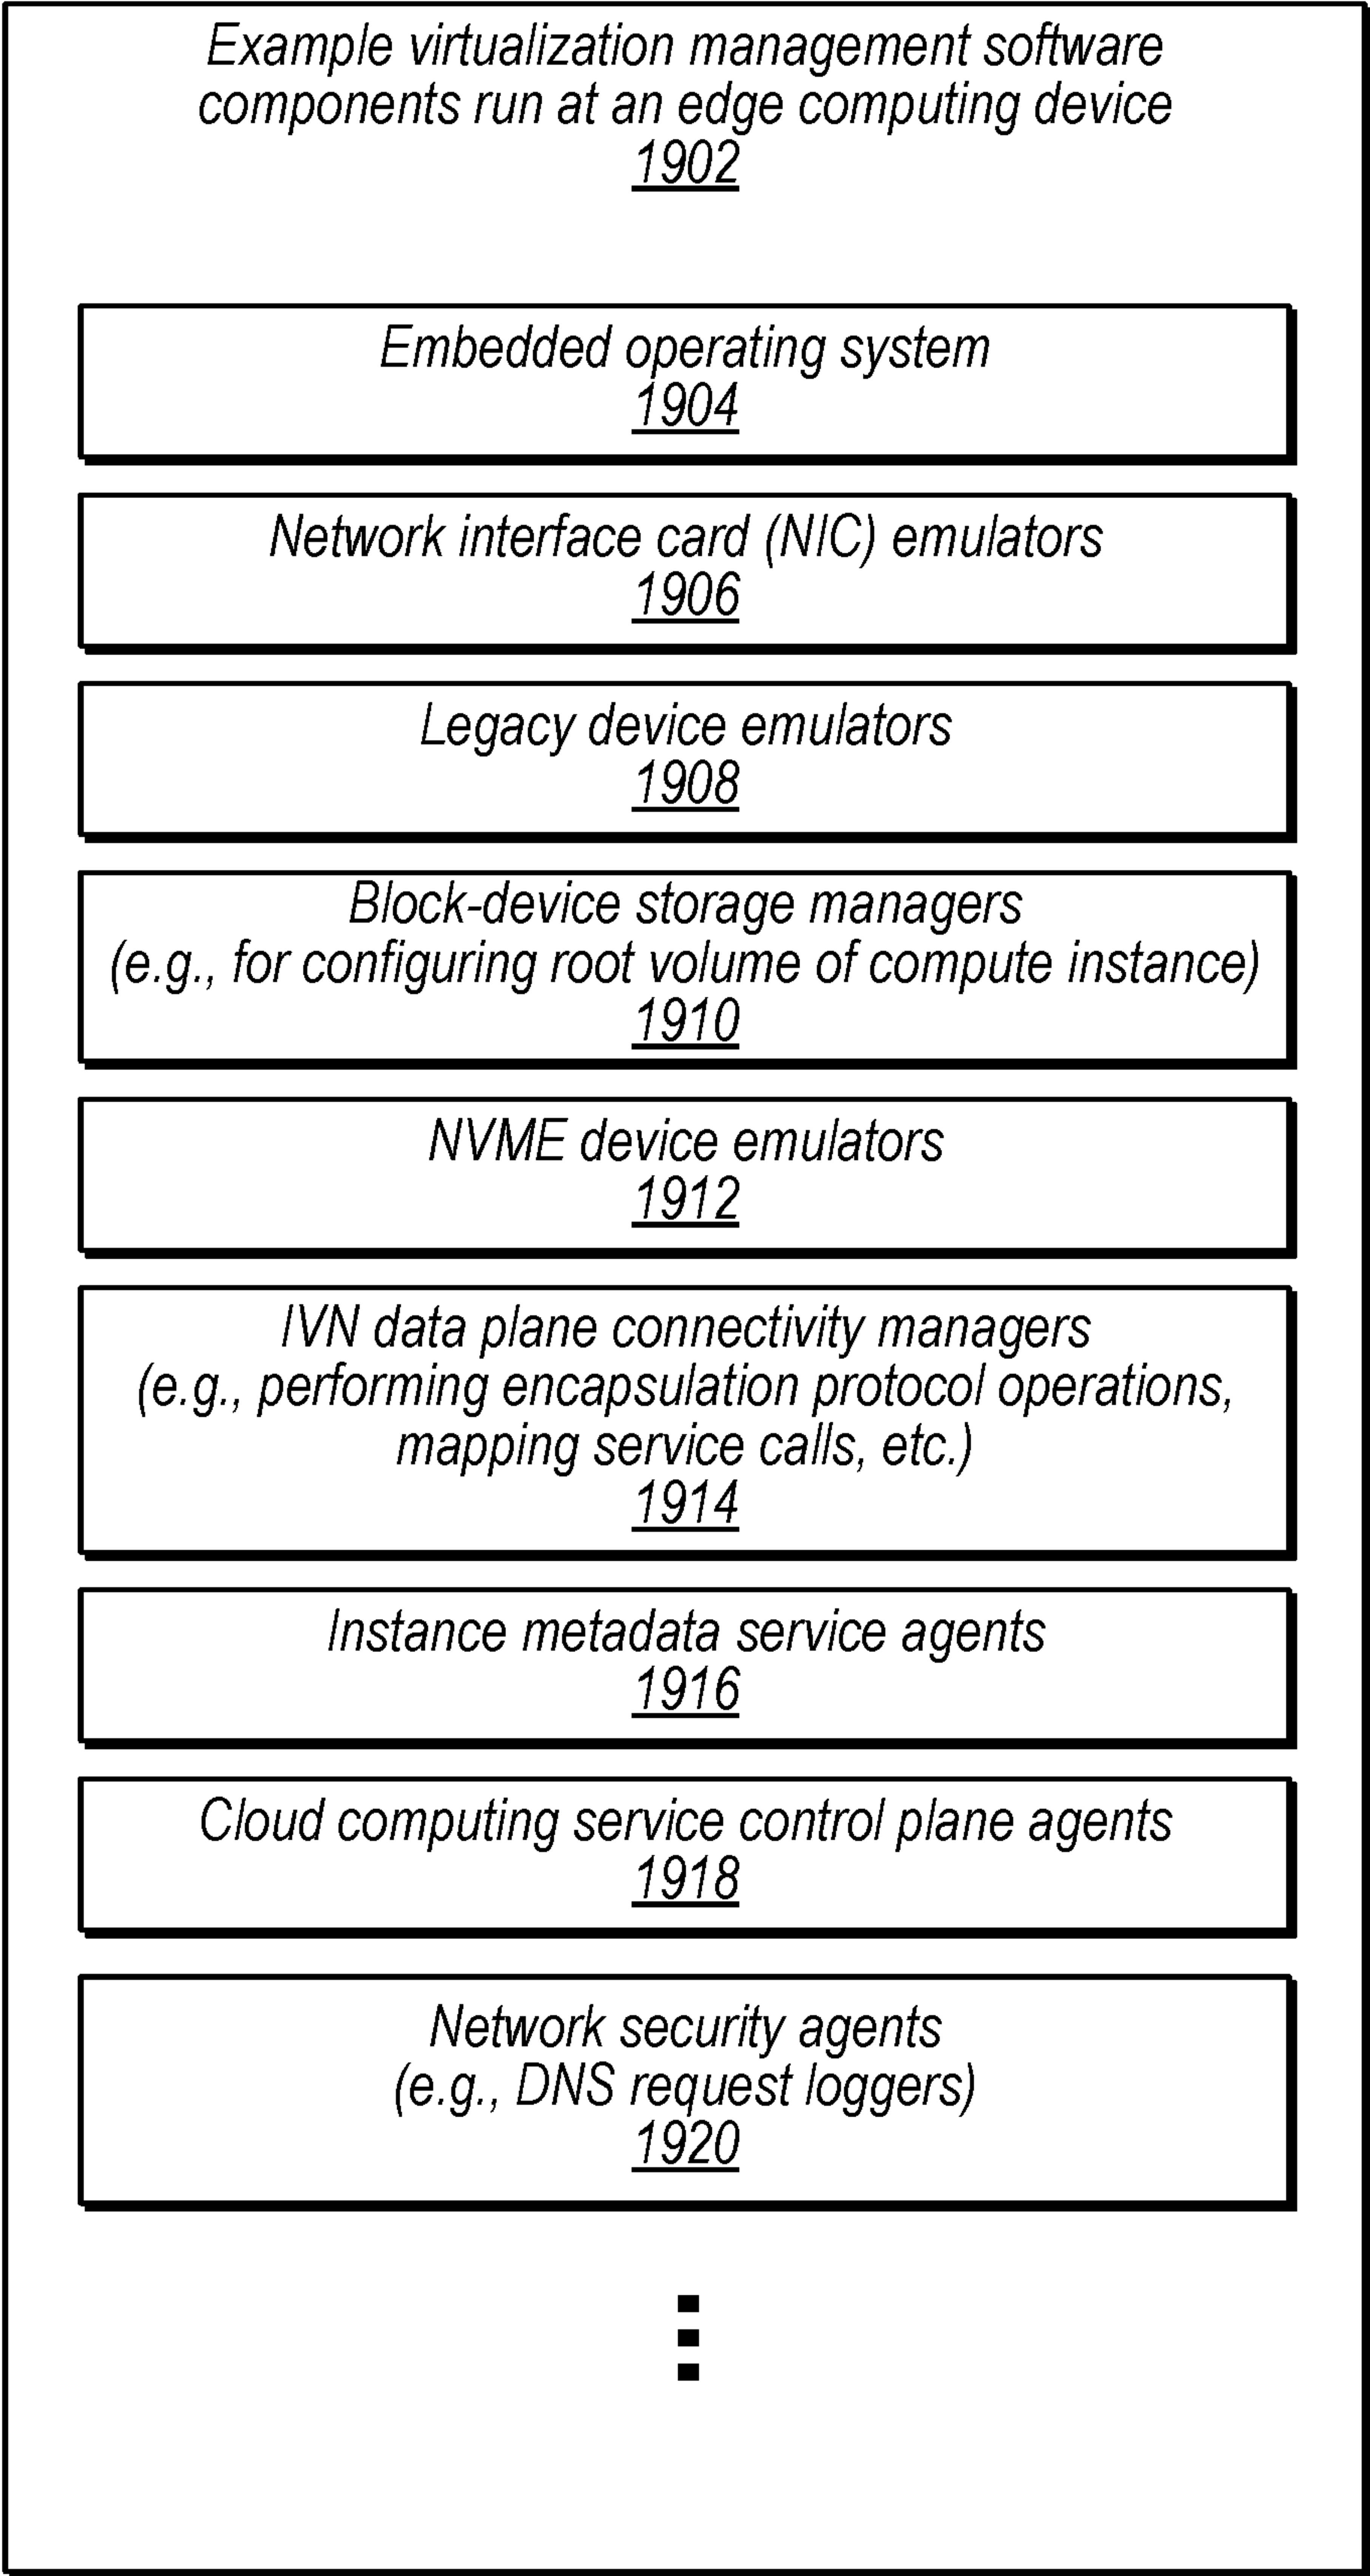 Example virtualization management software
components run at an edge computing device
1902
Embedded operating system
1904
Network interface card (NIC) emulators
1906
Legacy device emulators
1908
Block-device storage managers
(e.g., for configuring root volume of compute instance)
1910
NVME device emulators
1912
IVN data plane connectivity managers
(e.g., performing encapsulation protocol operations,
mapping service calls, etc.)
1914
Instance metadata service agents
1916
Cloud computing service control plane agents
1918
Network security agents
(e.g., DNS request loggers)
1920